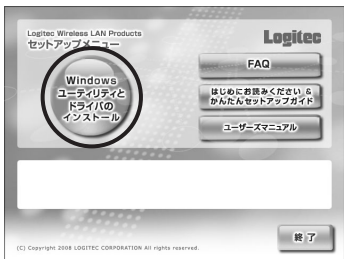 Logitec Wireless LAN Products
セットアップメニュー
Logitec
Windows
ユーティリティと
ドライバの
インストール
FAQ
はじめにお読みください &
かんたんセットアップガイド
ユーザーズマニュアル
終了
(C) Copyright 2008 LOGITEC CORPORATION All rights reserved.